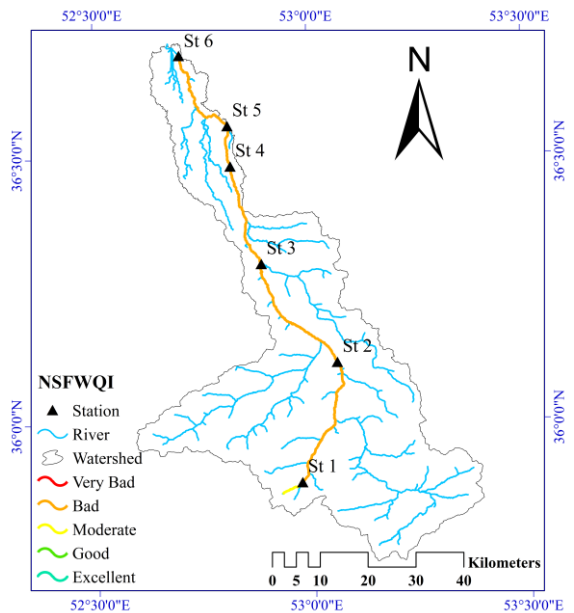 52°30'0"E 53°0'0"E 53°30'0"E
St 6
N
St 5
St 4
36°30'0"N 36°30'0"N
St 3
St 2
NSFWQI
Station
River
36°0'0"N 36°0'0"N
Watershed
Very Bad
St 1
Bad
Moderate
Good
Excellent
Kilometers
0 5 10 20 30 40
52°30'0"E 53°0'0"E 53°30'0"E